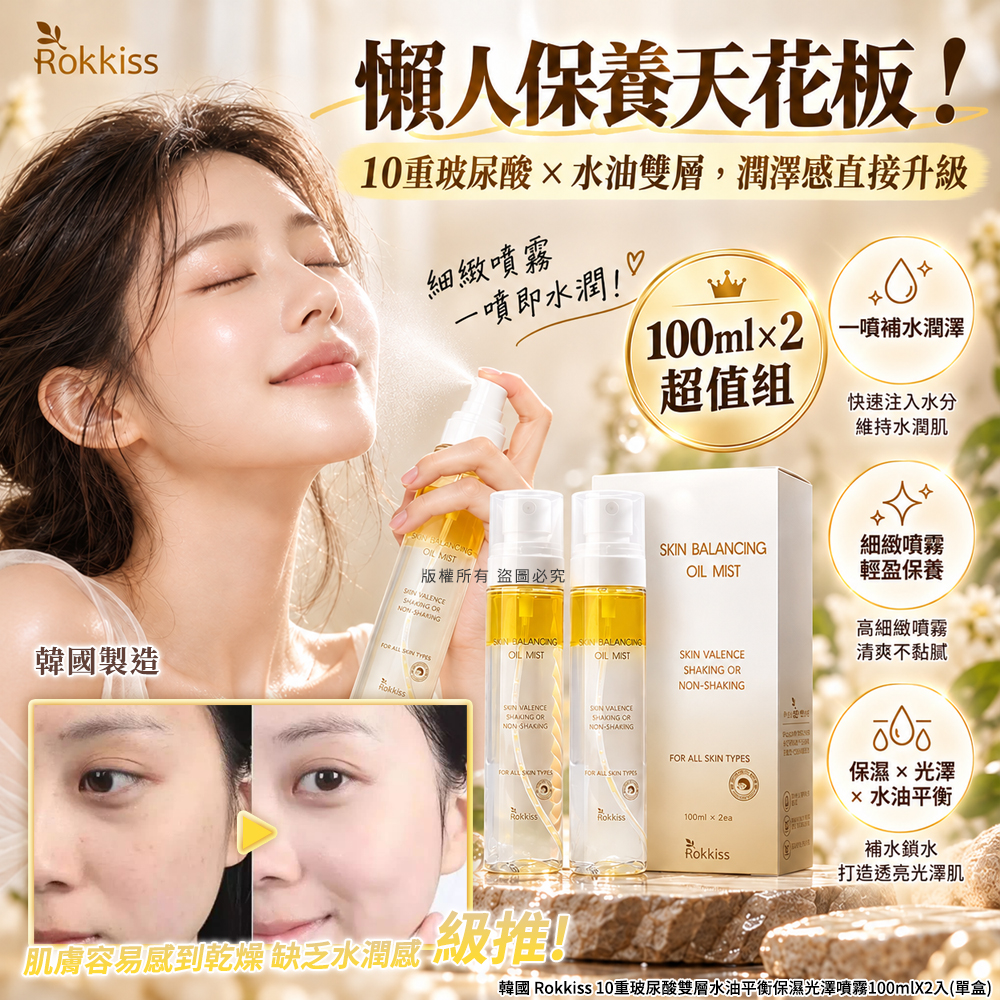 Rokkiss
懶人保養天花板！
10重玻尿酸 × 水油雙層，潤澤感直接升級
細緻噴霧
一噴即水潤！
100ml×2
超值组
一噴補水潤澤
快速注入水分
維持水潤肌
細緻噴霧
輕盈保養
高細緻噴霧
清爽不黏膩
保濕 × 光澤
× 水油平衡
補水鎖水
打造透亮光澤肌
SKIN BALANCING
OIL MIST
SKIN VALENCE
SHAKING OR
NON-SHAKING
FOR ALL SKIN TYPES
Rokkiss
版權所有 盜圖必究
SKIN BALANCING
OIL MIST
SKIN VALENCE
SHAKING OR
NON-SHAKING
FOR ALL SKIN TYPES
Rokkiss
SKIN BALANCING
OIL MIST
SKIN VALENCE
SHAKING OR
NON-SHAKING
FOR ALL SKIN TYPES
Rokkiss
SKIN BALANCING
OIL MIST
SKIN VALENCE
SHAKING OR
NON-SHAKING
FOR ALL SKIN TYPES
100ml × 2ea
Rokkiss
韓國製造
肌膚容易感到乾燥 缺乏水潤感 級推!
韓國 Rokkiss 10重玻尿酸雙層水油平衡保濕光澤噴霧100mlX2入(單盒)